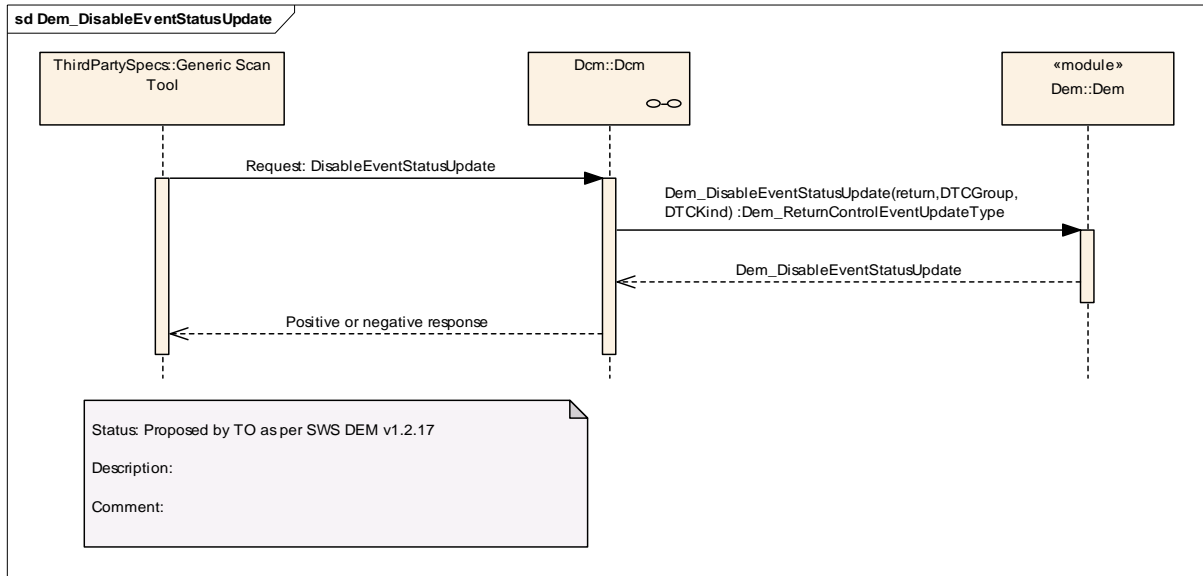 sd Dem_DisableEventStatusUpdate
ThirdPartySpecs::Generic Scan
Tool
Dcm::Dcm
«module»
Dem::Dem
Request: DisableEventStatusUpdate
Dem_DisableEventStatusUpdate(return,DTCGroup,
DTCKind) :Dem_ReturnControlEventUpdateType
Dem_DisableEventStatusUpdate
Positive or negative response
Status: Proposed by TO as per SWS DEM v1.2.17
Description:
Comment: